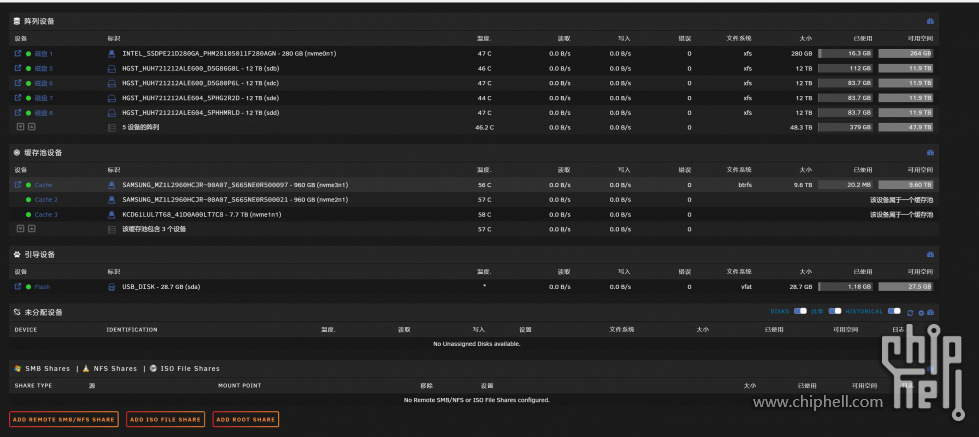 阵列设备
设备 标识 温度. 读取 写入 错误 文件系统 大小 已使用 可用空间
磁盘 1 INTEL_SSDPE21D280GA_PHM2810S011F280AGN - 280 GB (nvme0n1) 47 C 0.0 B/s 0.0 B/s 0 xfs 280 GB 16.3 GB 264 GB
磁盘 5 HGST_HUH721212ALE600_D5G86G8L - 12 TB (sdb) 46 C 0.0 B/s 0.0 B/s 0 xfs 12 TB 112 GB 11.9 TB
磁盘 6 HGST_HUH721212ALE600_D5G80P6L - 12 TB (sdc) 47 C 0.0 B/s 0.0 B/s 0 xfs 12 TB 83.7 GB 11.9 TB
磁盘 7 HGST_HUH721212ALE604_5PHG2R2D - 12 TB (sde) 44 C 0.0 B/s 0.0 B/s 0 xfs 12 TB 83.7 GB 11.9 TB
磁盘 8 HGST_HUH721212ALE604_5PHHMRLD - 12 TB (sdd) 47 C 0.0 B/s 0.0 B/s 0 xfs 12 TB 83.7 GB 11.9 TB
5 设备的阵列 46.2 C 0.0 B/s 0.0 B/s 0 48.3 TB 379 GB 47.9 TB
缓存池设备
设备 标识 温度. 读取 写入 错误 文件系统 大小 已使用 可用空间
Cache SAMSUNG_MZ1L2960HCJR-00A07_S665NE0R500097 - 960 GB (nvme3n1) 56 C 0.0 B/s 0.0 B/s 0 btrfs 9.6 TB 20.2 MB 9.60 TB
Cache 2 SAMSUNG_MZ1L2960HCJR-00A07_S665NE0R500021 - 960 GB (nvme2n1) 57 C 0.0 B/s 0.0 B/s 0 该设备属于一个缓存池
Cache 3 KCD61LUL7T68_41D0A00LT7C8 - 7.7 TB (nvme1n1) 58 C 0.0 B/s 0.0 B/s 0 该设备属于一个缓存池
该缓存池包含 3 个设备 57 C 0.0 B/s 0.0 B/s 0
引导设备
设备 标识 温度. 读取 写入 错误 文件系统 大小 已使用 可用空间
Flash USB_DISK - 28.7 GB (sda) * 0.0 B/s 0.0 B/s 0 vfat 28.7 GB 1.18 GB 27.5 GB
未分配设备 DISKS 共享 HISTORICAL
DEVICE IDENTIFICATION 温度. 读取 写入 设置 文件系统 大小 已使用 可用空间 日志
No Unassigned Disks available.
SMB Shares | NFS Shares | ISO File Shares
SHARE TYPE 源 MOUNT POINT 移除 设置 大小 已使用 可用空间
No Remote SMB/NFS or ISO File Shares configured.
ADD REMOTE SMB/NFS SHARE ADD ISO FILE SHARE ADD ROOT SHARE
www.chiphell.com
chip hell